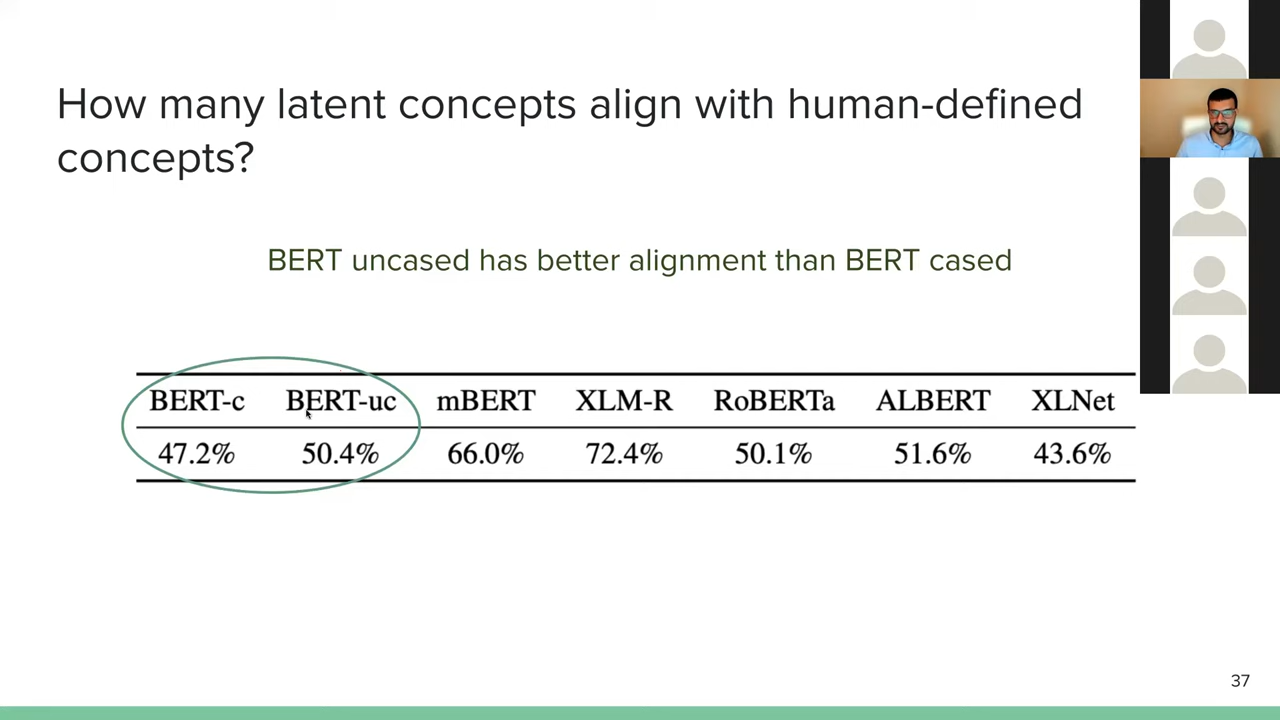 How many latent concepts align with human-defined
concepts?
BERT uncased has better alignment than BERT cased
BERT-c BERT-uc mBERT XLM-R RoBERTa ALBERT XLNet
47.2% 50.4% 66.0% 72.4% 50.1% 51.6% 43.6%
37